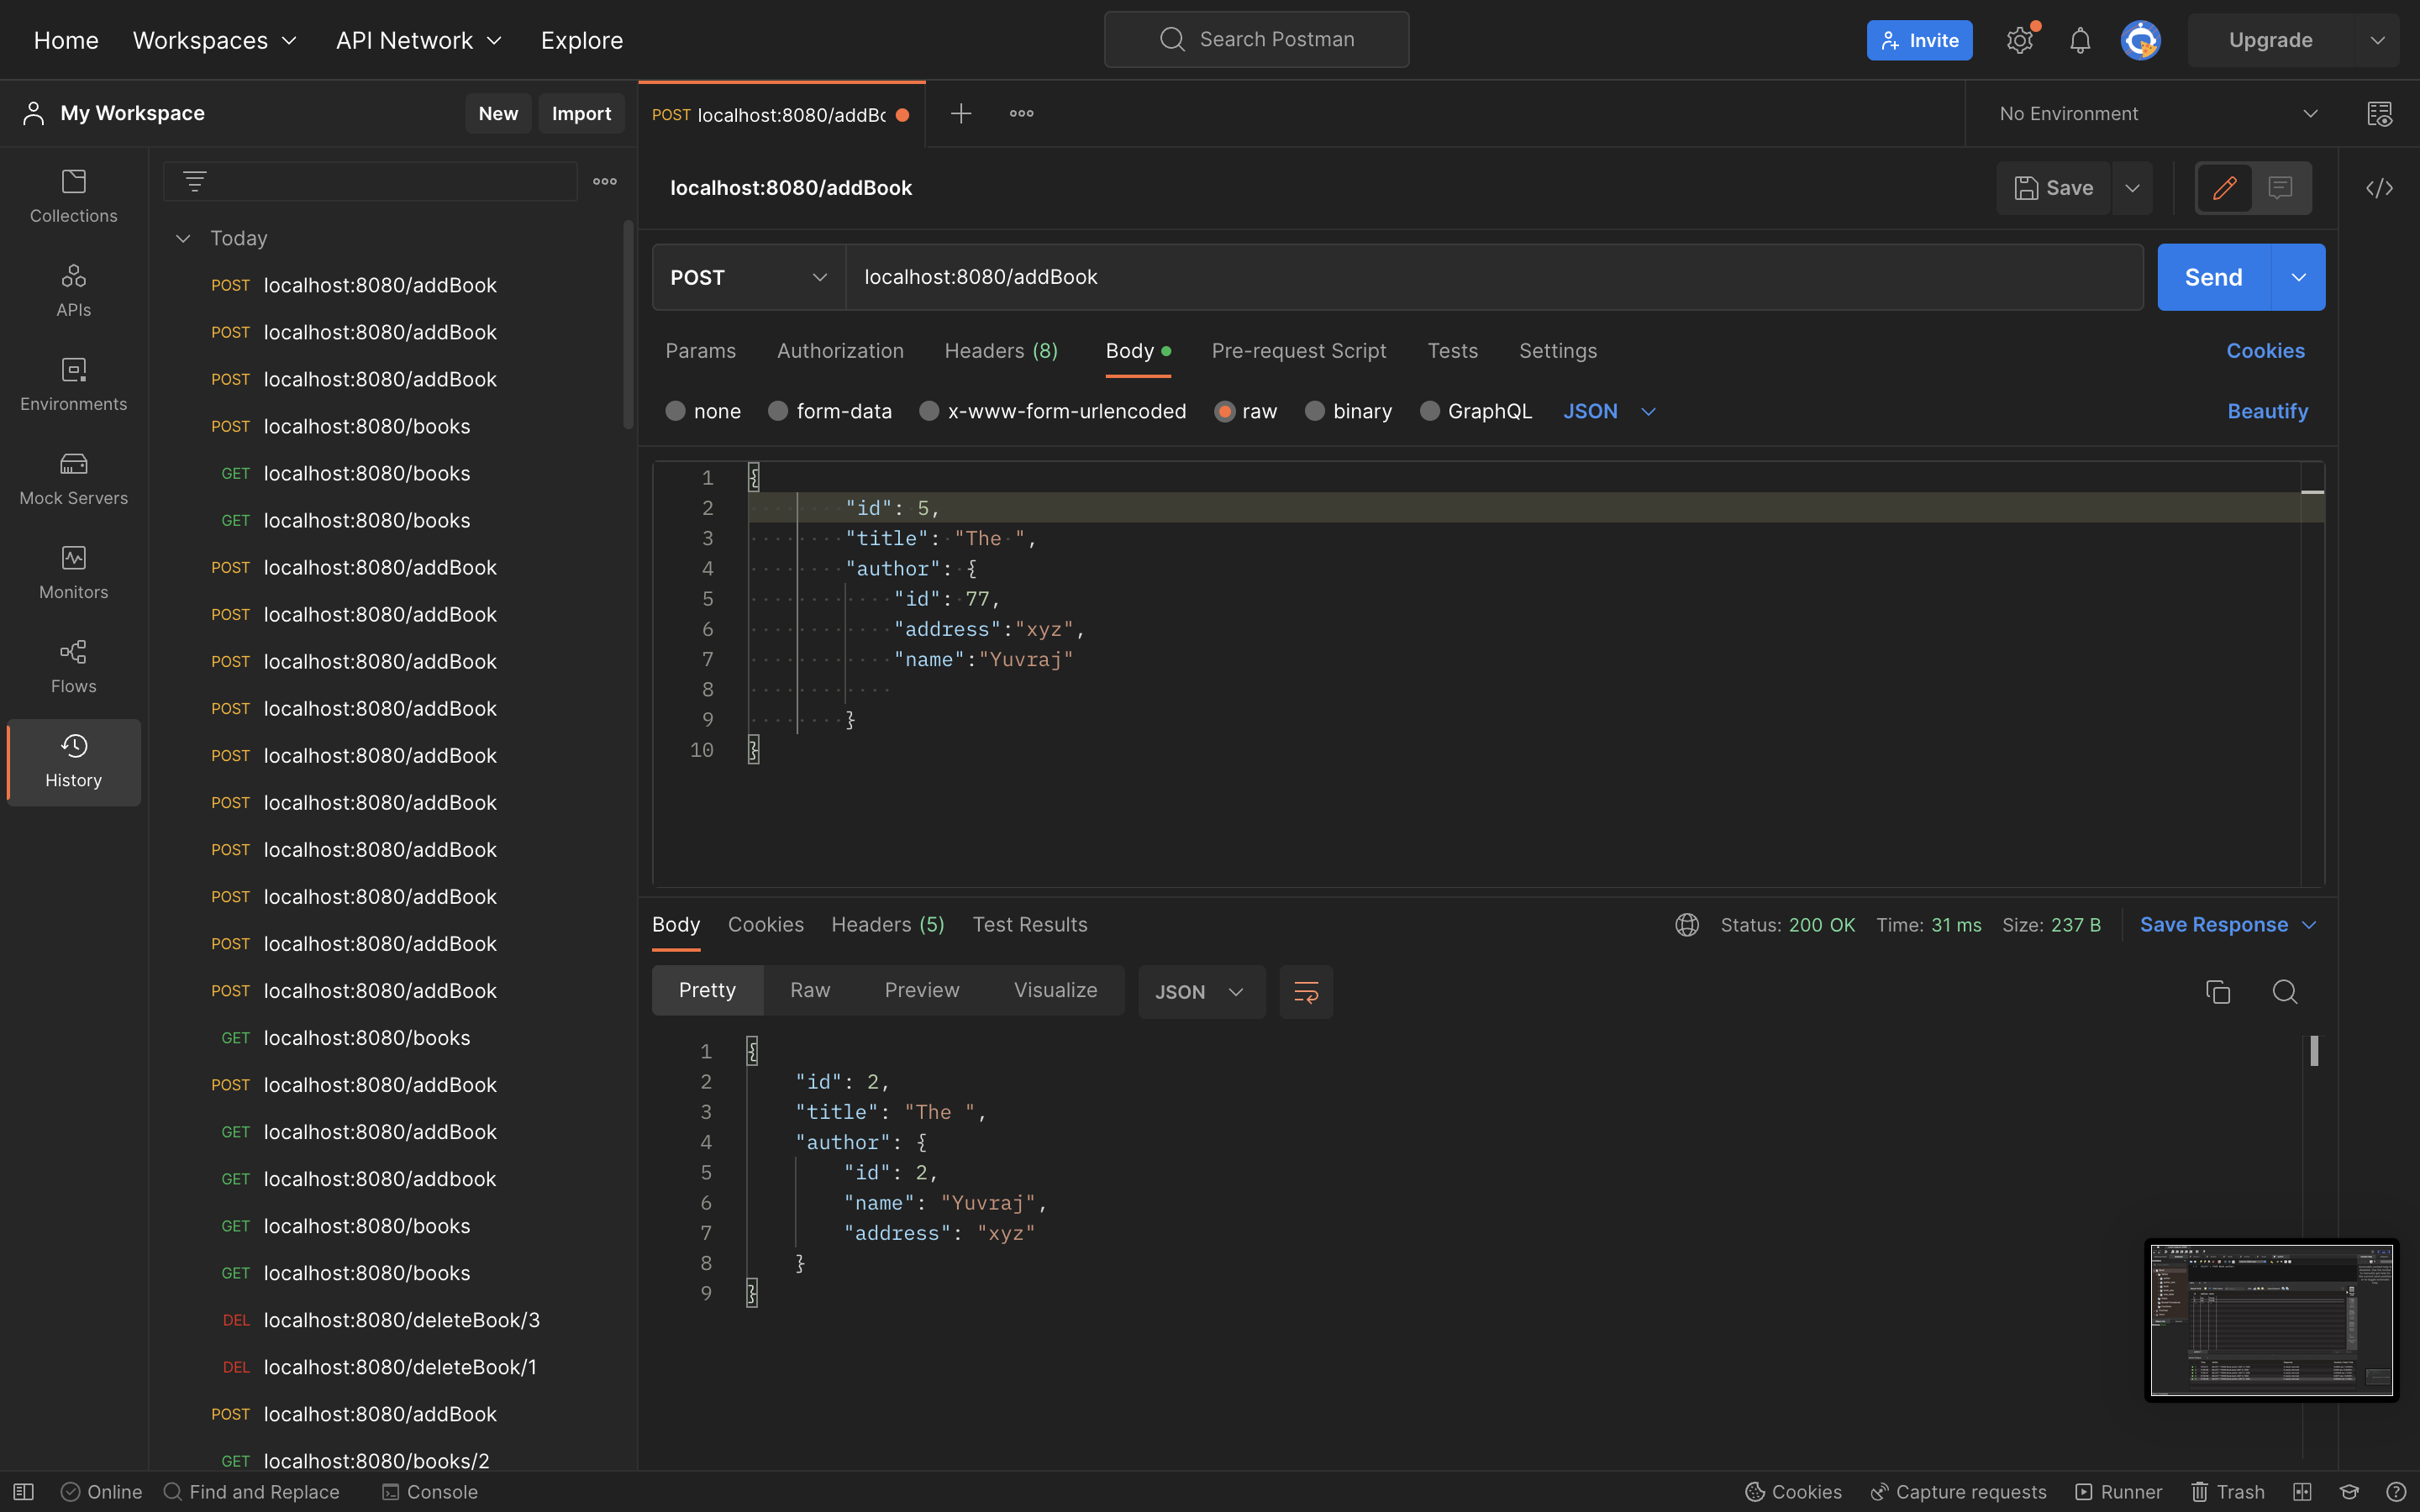 Home Workspaces API Network Explore Search Postman Invite Upgrade
My Workspace New Import
POST localhost:8080/addBo No Environment
Collections
APIs
Environments
Mock Servers
Monitors
Flows
History
Today
POST localhost:8080/addBook
POST localhost:8080/addBook
POST localhost:8080/addBook
POST localhost:8080/books
GET localhost:8080/books
GET localhost:8080/books
POST localhost:8080/addBook
POST localhost:8080/addBook
POST localhost:8080/addBook
POST localhost:8080/addBook
POST localhost:8080/addBook
POST localhost:8080/addBook
POST localhost:8080/addBook
POST localhost:8080/addBook
POST localhost:8080/addBook
POST localhost:8080/addBook
GET localhost:8080/books
POST localhost:8080/addBook
GET localhost:8080/addBook
GET localhost:8080/addbook
GET localhost:8080/books
GET localhost:8080/books
DEL localhost:8080/deleteBook/3
DEL localhost:8080/deleteBook/1
POST localhost:8080/addBook
GET localhost:8080/books/2
localhost:8080/addBook Save
POST localhost:8080/addBook Send
Params Authorization Headers (8) Body Pre-request Script Tests Settings Cookies
none form-data x-www-form-urlencoded raw binary GraphQL JSON Beautify
1 {
2 "id": 5,
3 "title": "The ",
4 "author": {
5 "id": 77,
6 "address":"xyz",
7 "name":"Yuvraj"
8
9 }
10 }
Body Cookies Headers (5) Test Results Status: 200 OK Time: 31 ms Size: 237 B Save Response
Pretty Raw Preview Visualize JSON
1 {
2 "id": 2,
3 "title": "The ",
4 "author": {
5 "id": 2,
6 "name": "Yuvraj",
7 "address": "xyz"
8 }
9 }
Online Find and Replace Console Cookies Capture requests Runner Trash